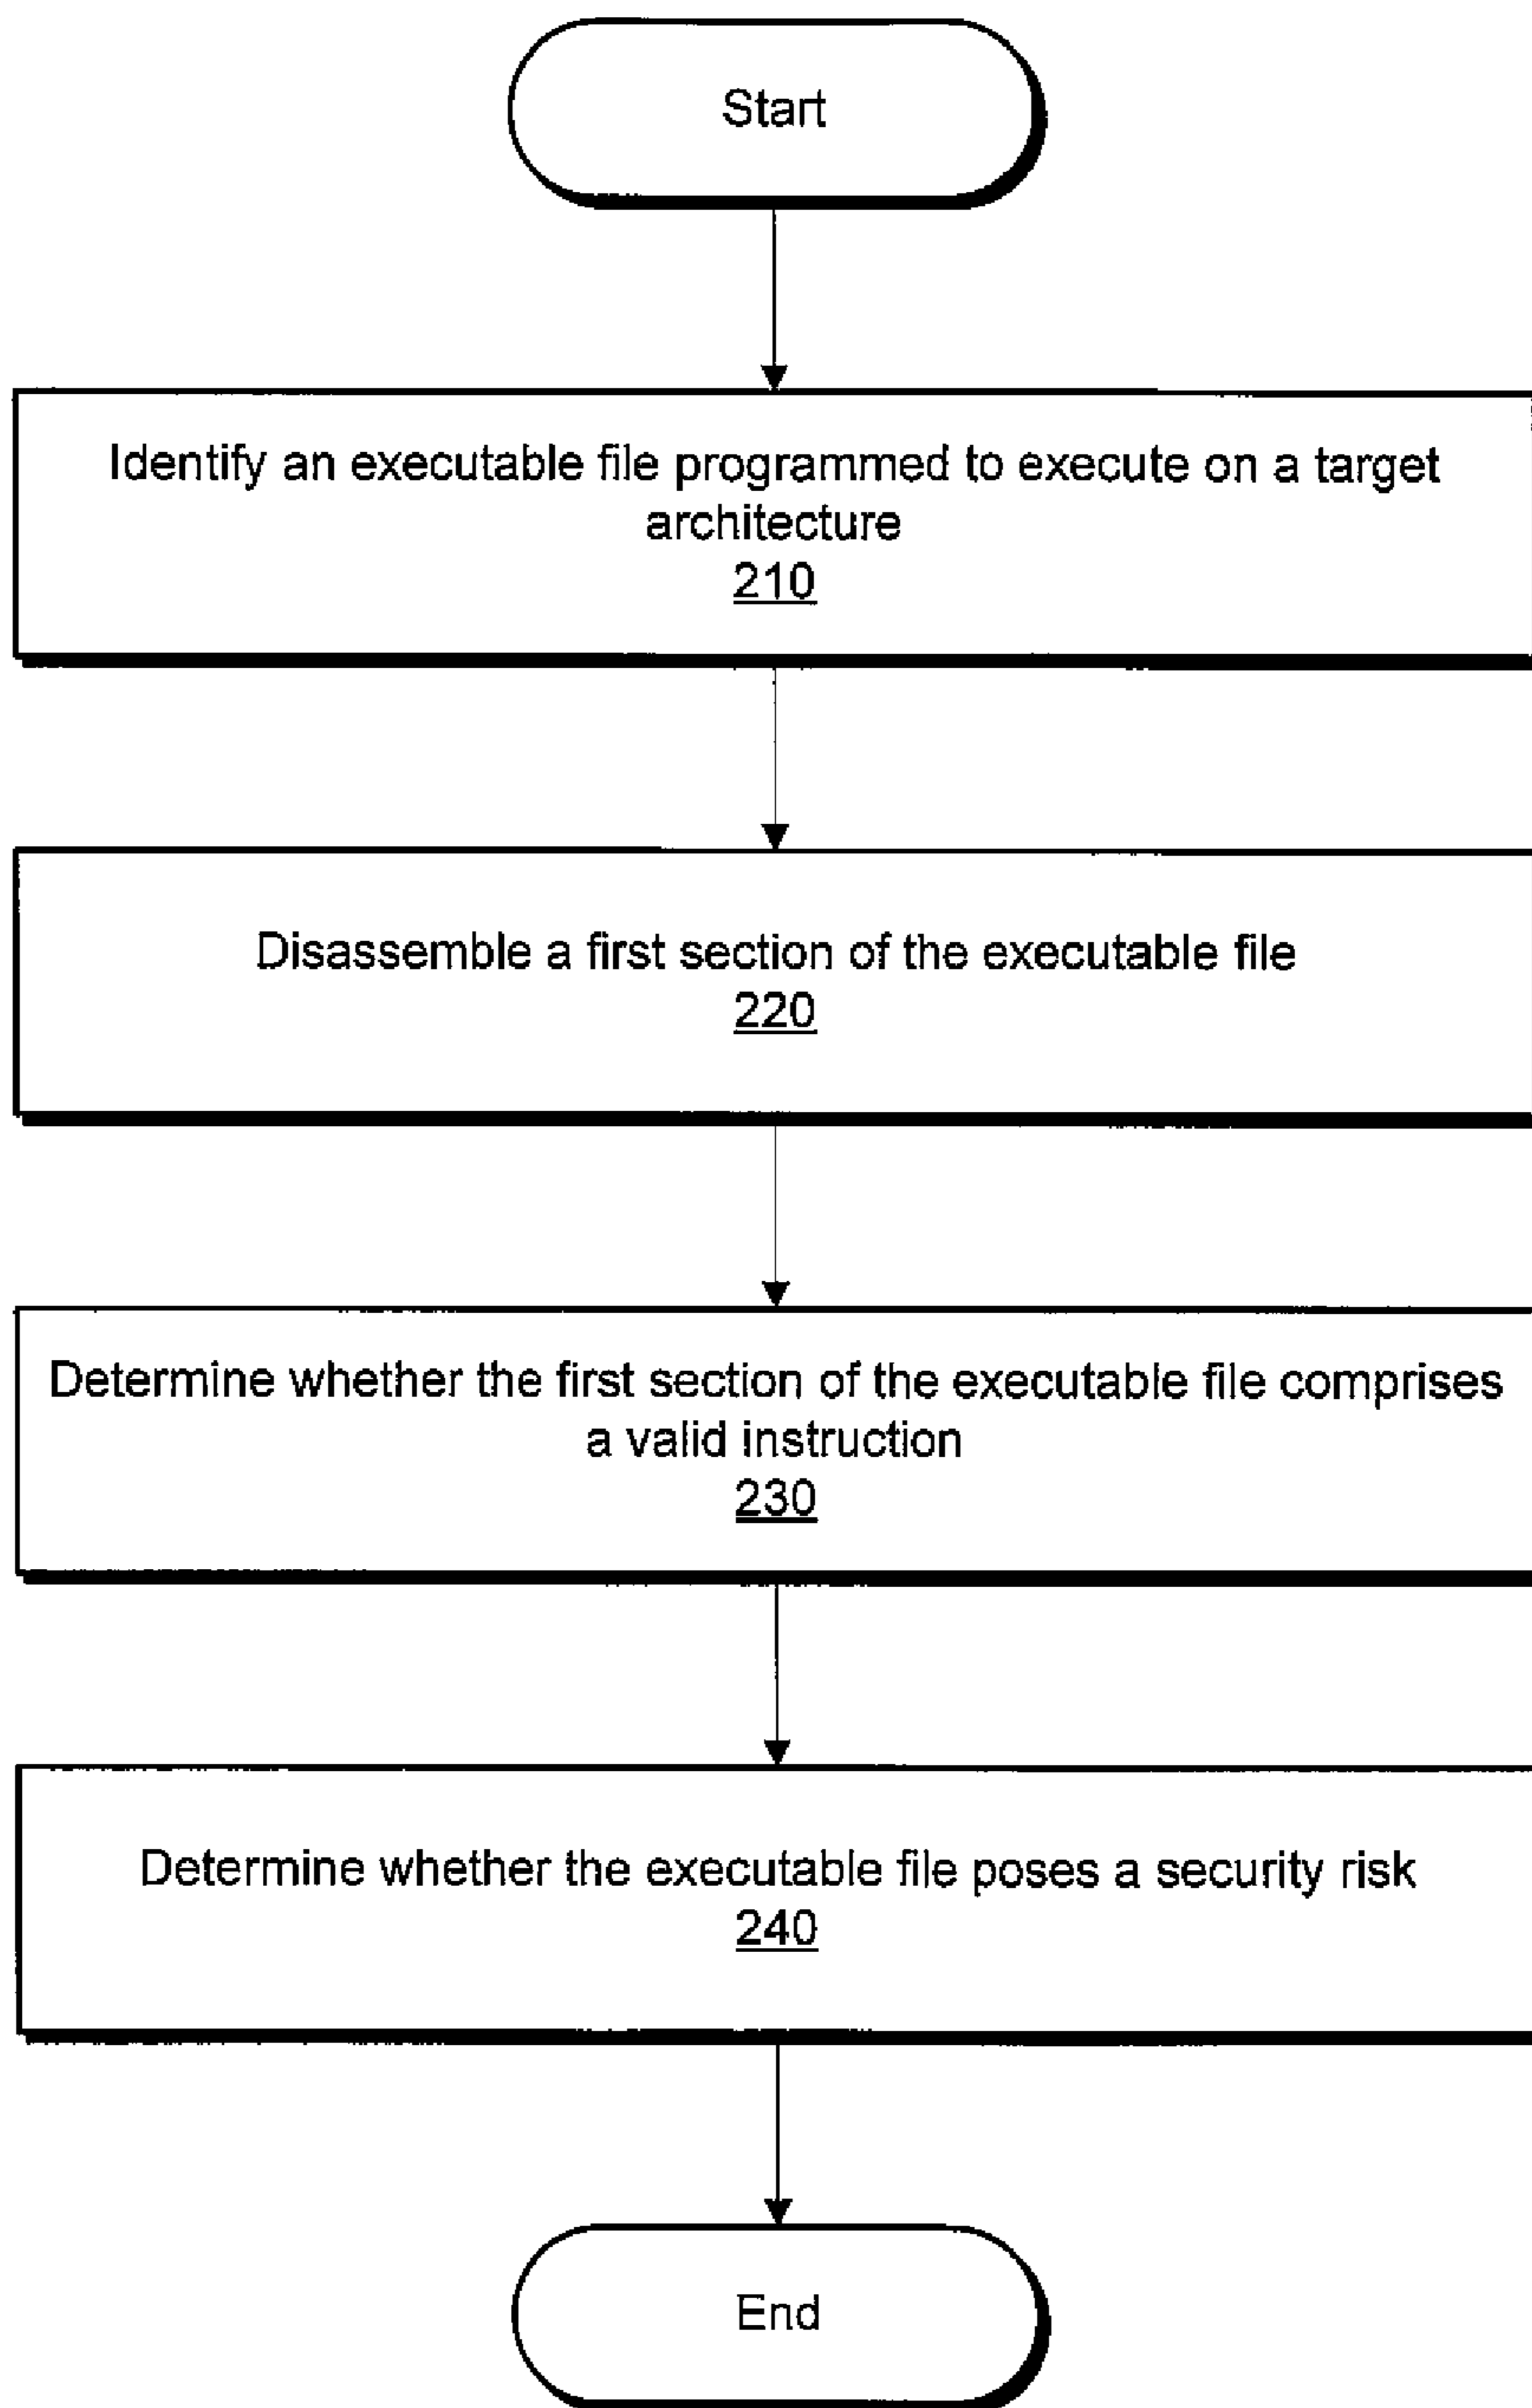 Start
Identify an executable file programmed to execute on a target
architecture
210
Disassemble a first section of the executable file
220
Determine whether the first section of the executable file comprises
a valid instruction
230
Determine whether the executable file poses a security risk
240
End